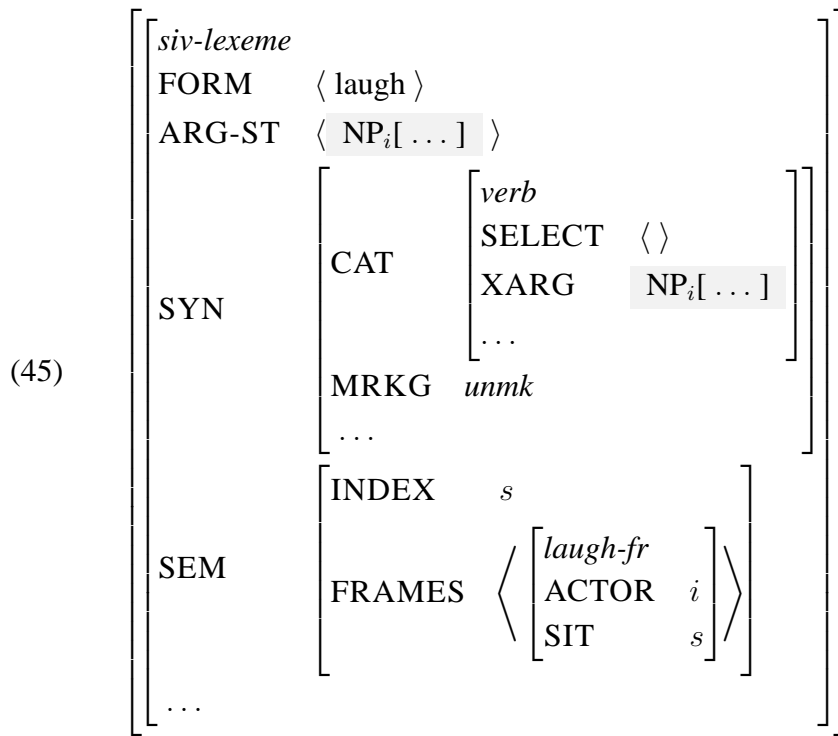 siv-lexeme
FORM ⟨ laugh ⟩
ARG-ST ⟨ NPᵢ[ … ] ⟩
verb
SELECT ⟨ ⟩
CAT
XARG NPᵢ[ … ]
SYN
. . .
(45)
MRKG unmk
. . .
INDEX s
laugh-fr
SEM
FRAMES ⟨ ACTOR i ⟩
SIT s
. . .